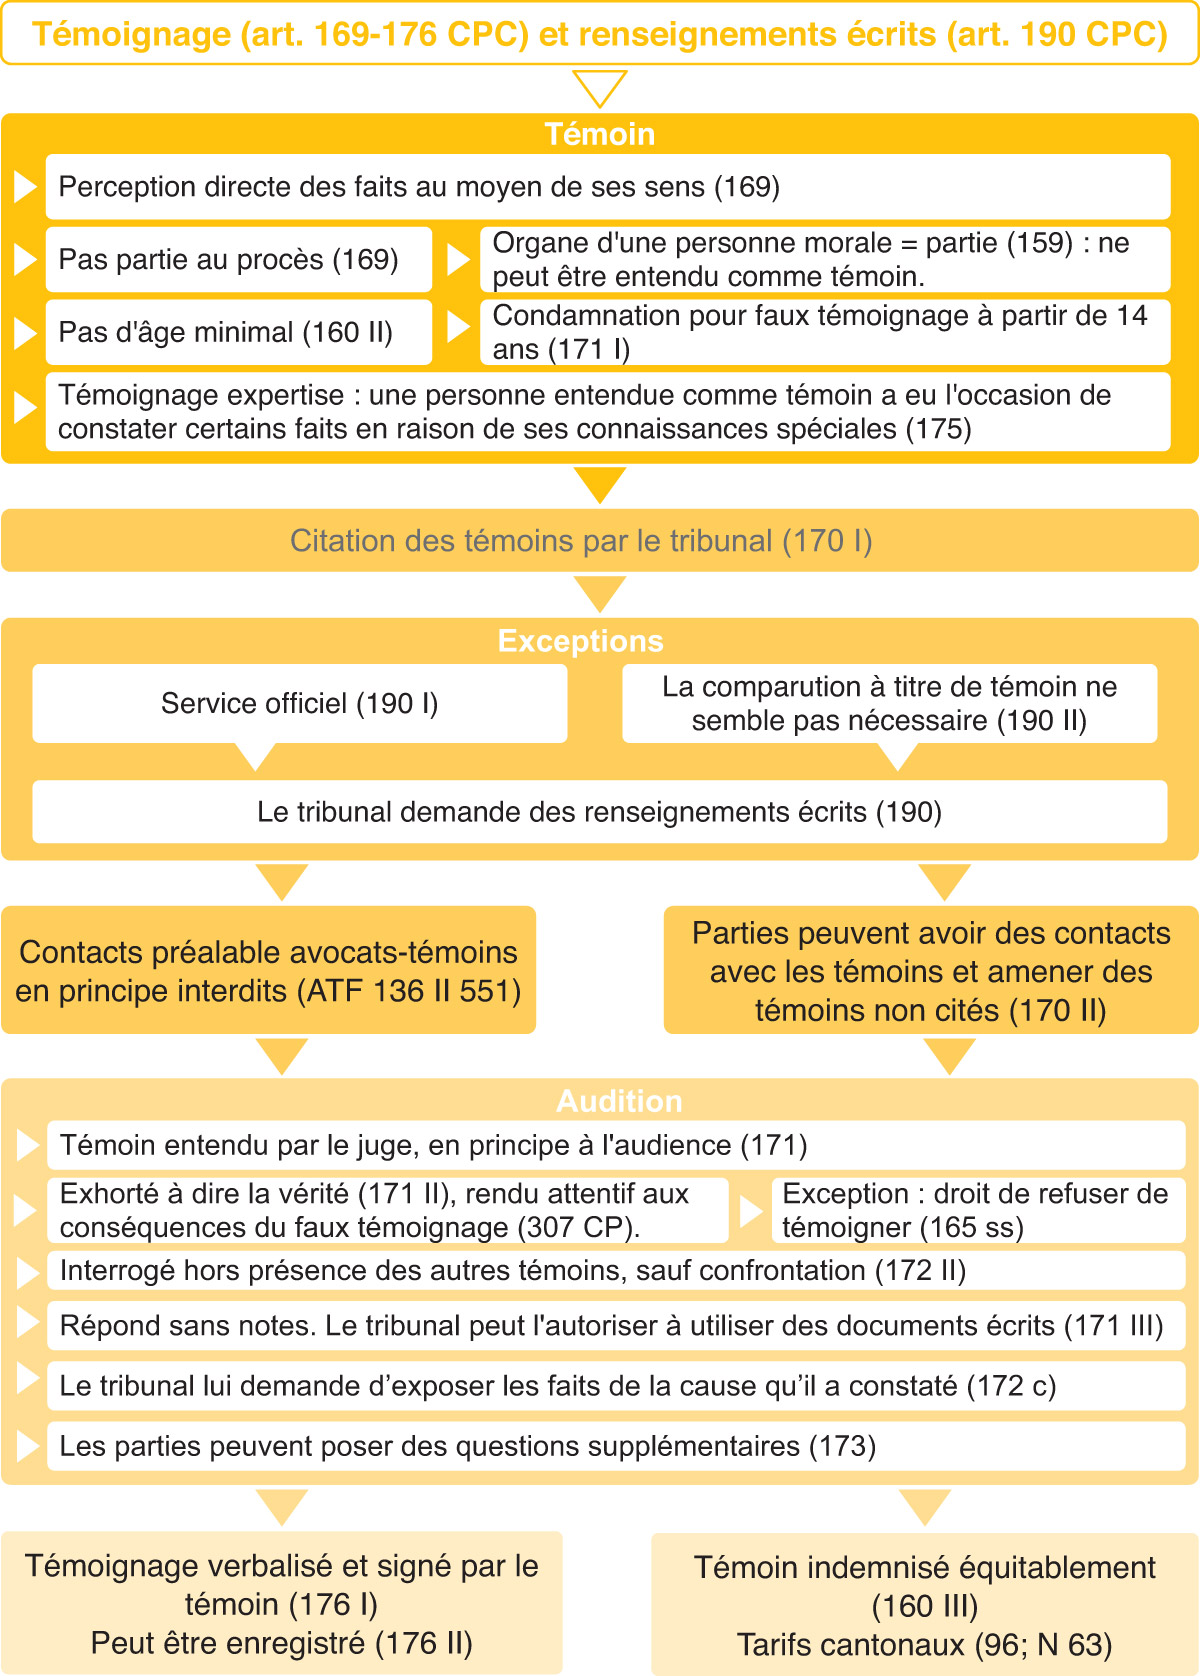 Témoignage (art. 169-176 CPC) et renseignements écrits (art. 190 CPC)
Témoin
Perception directe des faits au moyen de ses sens (169)
Pas partie au procès (169)
Organe d'une personne morale = partie (159) : ne
peut être entendu comme témoin.
Pas d'âge minimal (160 II)
Condamnation pour faux témoignage à partir de 14
ans (171 I)
Témoignage expertise : une personne entendue comme témoin a eu l'occasion de
constater certains faits en raison de ses connaissances spéciales (175)
Citation des témoins par le tribunal (170 I)
Exceptions
Service officiel (190 I)
La comparution à titre de témoin ne
semble pas nécessaire (190 II)
Le tribunal demande des renseignements écrits (190)
Contacts préalable avocats-témoins
en principe interdits (ATF 136 II 551)
Parties peuvent avoir des contacts
avec les témoins et amener des
témoins non cités (170 II)
Audition
Témoin entendu par le juge, en principe à l'audience (171)
Exhorté à dire la vérité (171 II), rendu attentif aux
conséquences du faux témoignage (307 CP).
Exception : droit de refuser de
témoigner (165 ss)
Interrogé hors présence des autres témoins, sauf confrontation (172 II)
Répond sans notes. Le tribunal peut l'autoriser à utiliser des documents écrits (171 III)
Le tribunal lui demande d’exposer les faits de la cause qu’il a constaté (172 c)
Les parties peuvent poser des questions supplémentaires (173)
Témoignage verbalisé et signé par le
témoin (176 I)
Peut être enregistré (176 II)
Témoin indemnisé équitablement
(160 III)
Tarifs cantonaux (96; N 63)